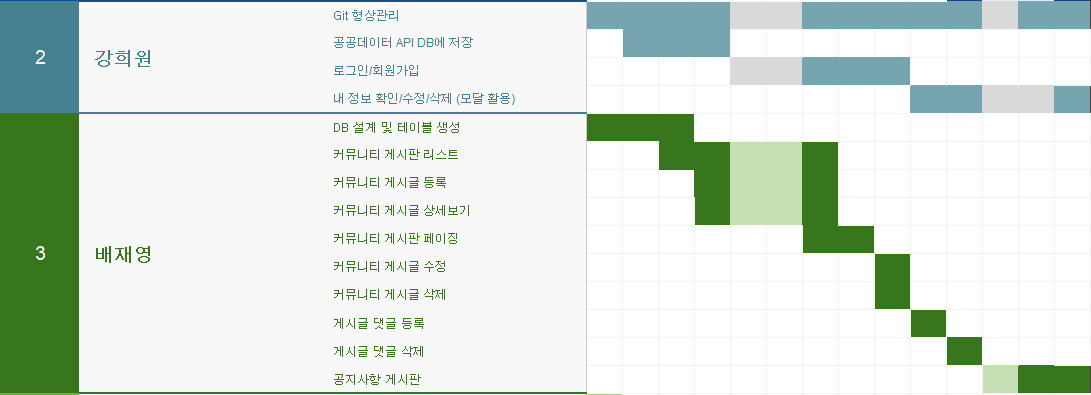 2
강희원
Git 형상관리
공공데이터 API DB에 저장
로그인/회원가입
내 정보 확인/수정/삭제 (모달 활용)
3
배재영
DB 설계 및 테이블 생성
커뮤니티 게시판 리스트
커뮤니티 게시글 등록
커뮤니티 게시글 상세보기
커뮤니티 게시판 페이징
커뮤니티 게시글 수정
커뮤니티 게시글 삭제
게시글 댓글 등록
게시글 댓글 삭제
공지사항 게시판